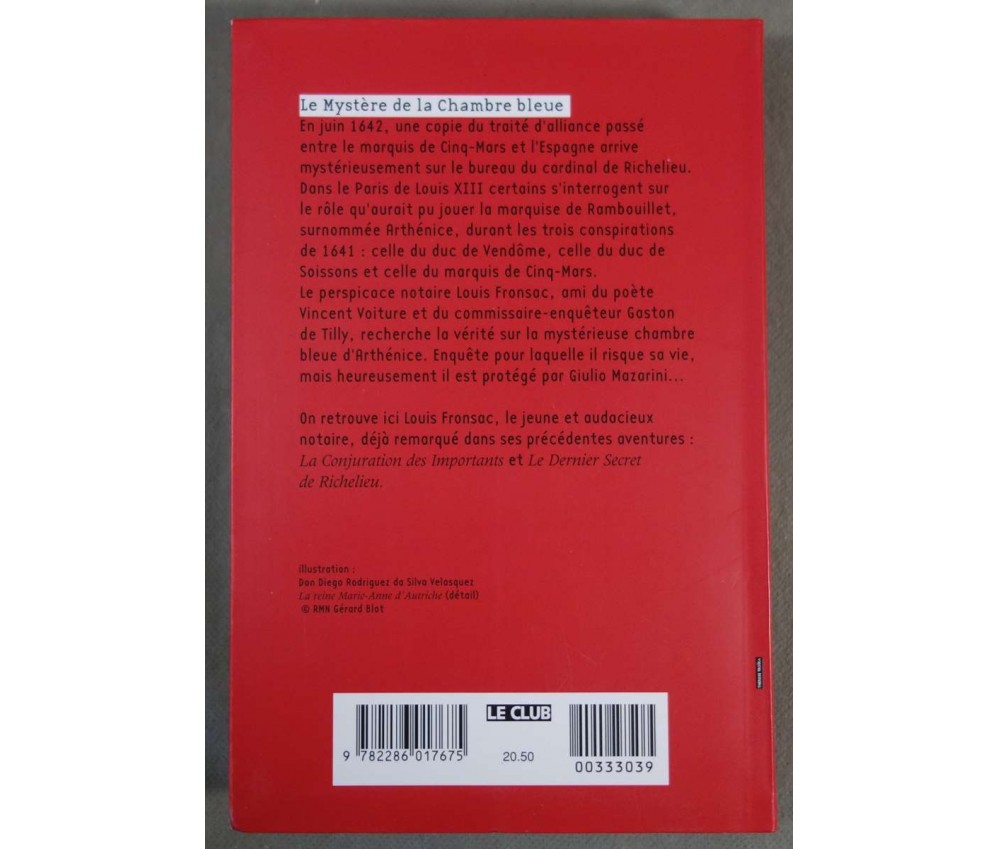 Le Mystère de la Chambre bleue
En juin 1642, une copie du traité d'alliance passé
entre le marquis de Cinq-Mars et l'Espagne arrive
mystérieusement sur le bureau du cardinal de Richelieu.
Dans le Paris de Louis XIII certains s'interrogent sur
le rôle qu'aurait pu jouer la marquise de Rambouillet,
surnommée Arthénice, durant les trois conspirations
de 1641 : celle du duc de Vendôme, celle du duc de
Soissons et celle du marquis de Cinq-Mars.
Le perspicace notaire Louis Fronsac, ami du poète
Vincent Voiture et du commissaire-enquêteur Gaston
de Tilly, recherche la vérité sur la mystérieuse chambre
bleue d'Arthénice. Enquête pour laquelle il risque sa vie,
mais heureusement il est protégé par Giulio Mazarini...
On retrouve ici Louis Fronsac, le jeune et audacieux
notaire, déjà remarqué dans ses précédentes aventures :
La Conjuration des Importants et Le Dernier Secret
de Richelieu.
illustration :
Don Diego Rodriguez da Silva Velasquez
La reine Marie-Anne d'Autriche (détail)
© RMN Gérard Blot
LE CLUB
9 782286 017675
20.50
00333039